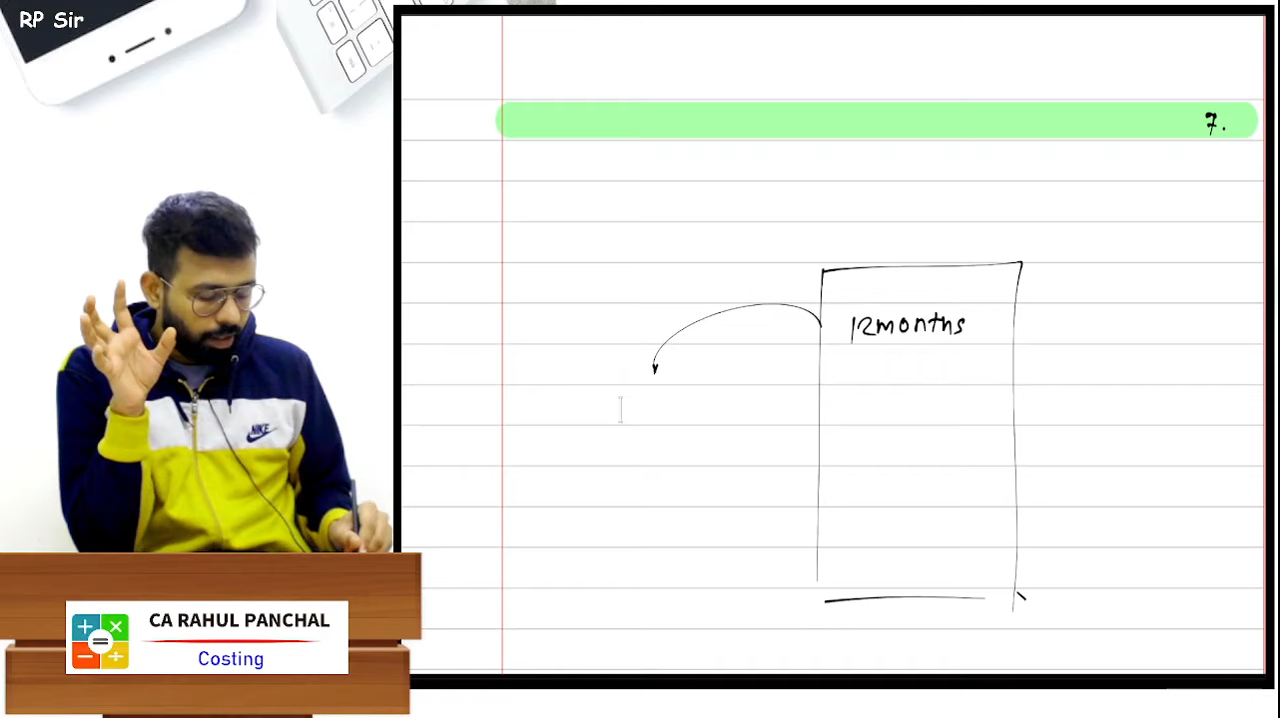 RP Sir
7.
12months
NIKE
CA RAHUL PANCHAL
Costing